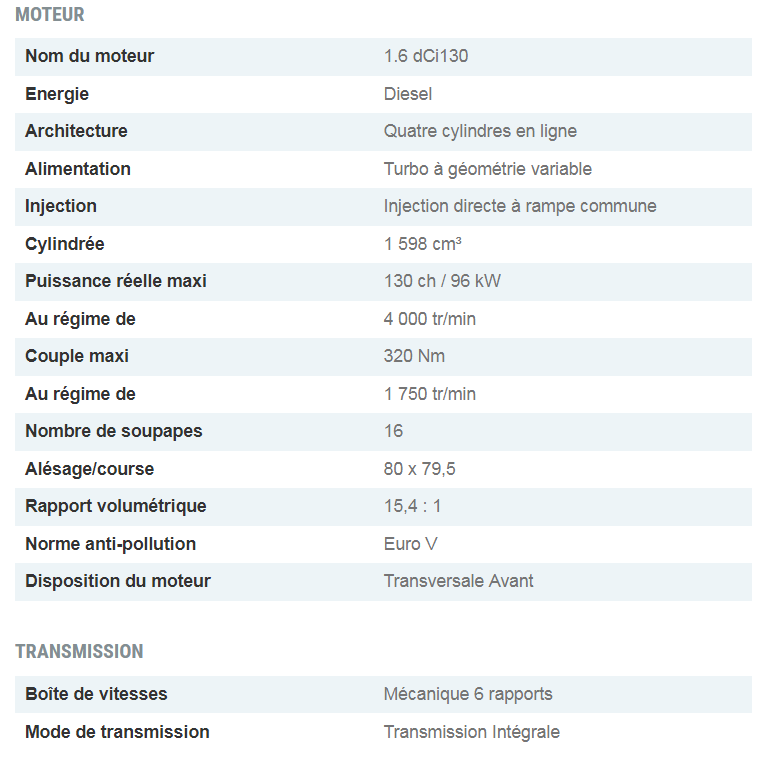 MOTEUR
Nom du moteur 1.6 dCi130
Energie Diesel
Architecture Quatre cylindres en ligne
Alimentation Turbo à géométrie variable
Injection Injection directe à rampe commune
Cylindrée 1 598 cm³
Puissance réelle maxi 130 ch / 96 kW
Au régime de 4 000 tr/min
Couple maxi 320 Nm
Au régime de 1 750 tr/min
Nombre de soupapes 16
Alésage/course 80 x 79,5
Rapport volumétrique 15,4 : 1
Norme anti-pollution Euro V
Disposition du moteur Transversale Avant
TRANSMISSION
Boîte de vitesses Mécanique 6 rapports
Mode de transmission Transmission Intégrale